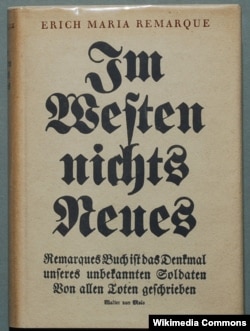 ERICH MARIA REMARQUE
Im
Westen
nichts
Neues
Remarques Buch ist das Denkmal
unseres unbekannten Soldaten
Von allen Toten geschrieben
Walter von Molo
Wikimedia Commons